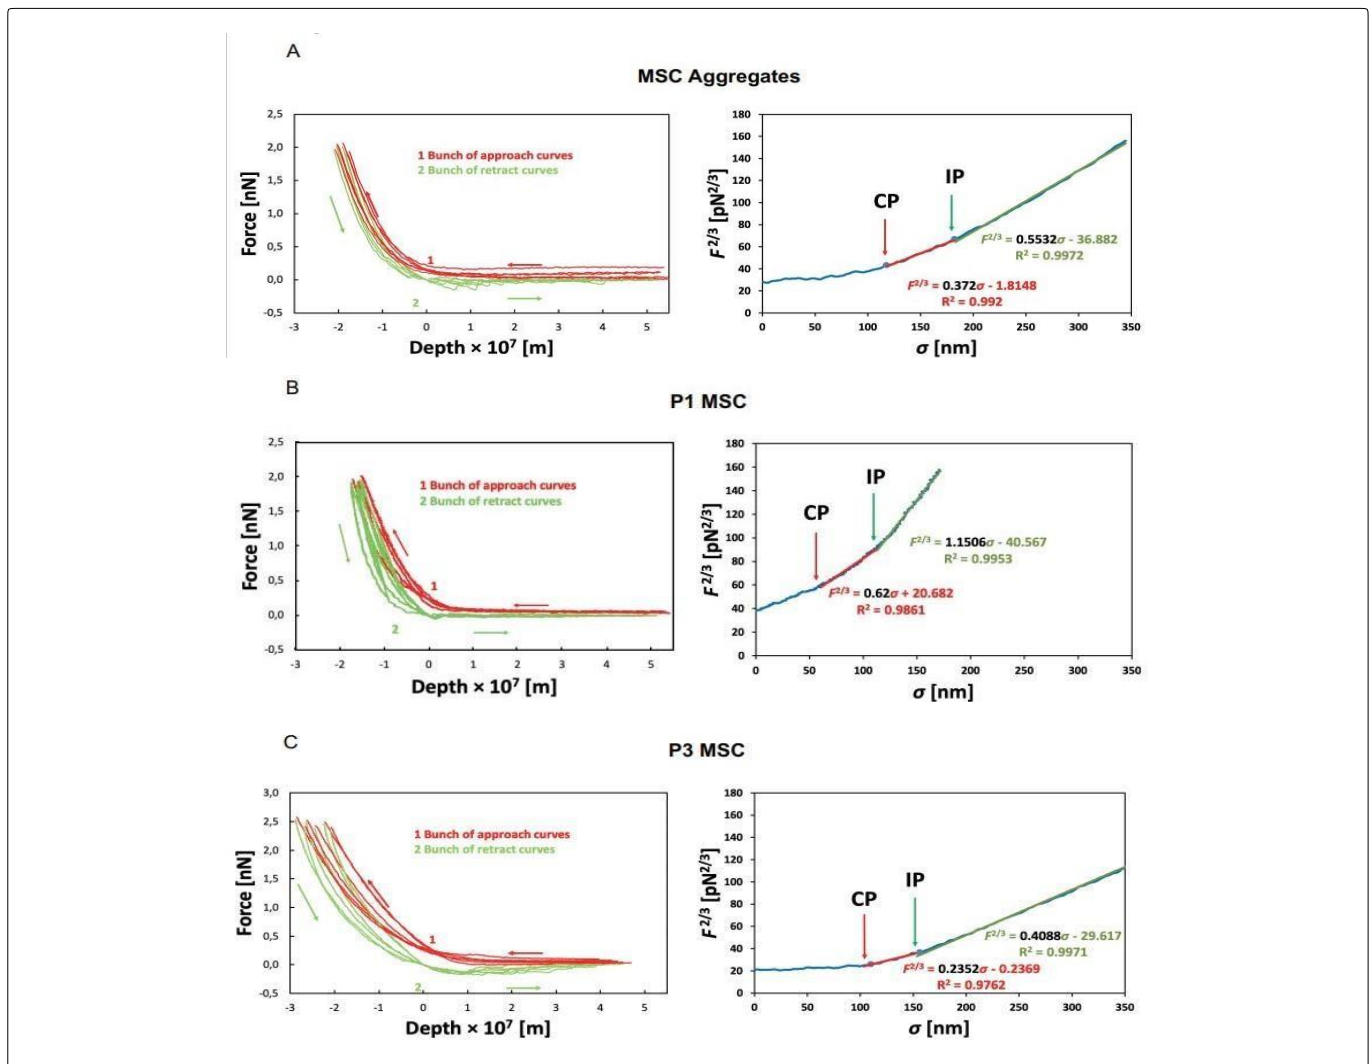 A
MSC Aggregates
2,5
2,0
1,5
1,0
0,5
0,0
-0,5
-3 -2 -1 0 1 2 3 4 5
Force [nN]
Depth × 10⁷ [m]
1 Bunch of approach curves
2 Bunch of retract curves
1
2
180
160
140
120
100
80
60
40
20
0
0 50 100 150 200 250 300 350
F^2/3 [pN^2/3]
σ [nm]
CP
IP
F^2/3 = 0.5532σ - 36.882
R² = 0.9972
F^2/3 = 0.372σ - 1.8148
R² = 0.992
B
P1 MSC
2,5
2,0
1,5
1,0
0,5
0,0
-0,5
-3 -2 -1 0 1 2 3 4 5
Force [nN]
Depth × 10⁷ [m]
1 Bunch of approach curves
2 Bunch of retract curves
1
2
180
160
140
120
100
80
60
40
20
0
0 50 100 150 200 250 300 350
F^2/3 [pN^2/3]
σ [nm]
IP
CP
F^2/3 = 1.1506σ - 40.567
R² = 0.9953
F^2/3 = 0.62σ + 20.682
R² = 0.9861
C
P3 MSC
3,0
2,5
2,0
1,5
1,0
0,5
0,0
-0,5
-3 -2 -1 0 1 2 3 4 5
Force [nN]
Depth × 10⁷ [m]
1 Bunch of approach curves
2 Bunch of retract curves
1
2
180
160
140
120
100
80
60
40
20
0
0 50 100 150 200 250 300 350
F^2/3 [pN^2/3]
σ [nm]
CP
IP
F^2/3 = 0.4088σ - 29.617
R² = 0.9971
F^2/3 = 0.2352σ - 0.2369
R² = 0.9762